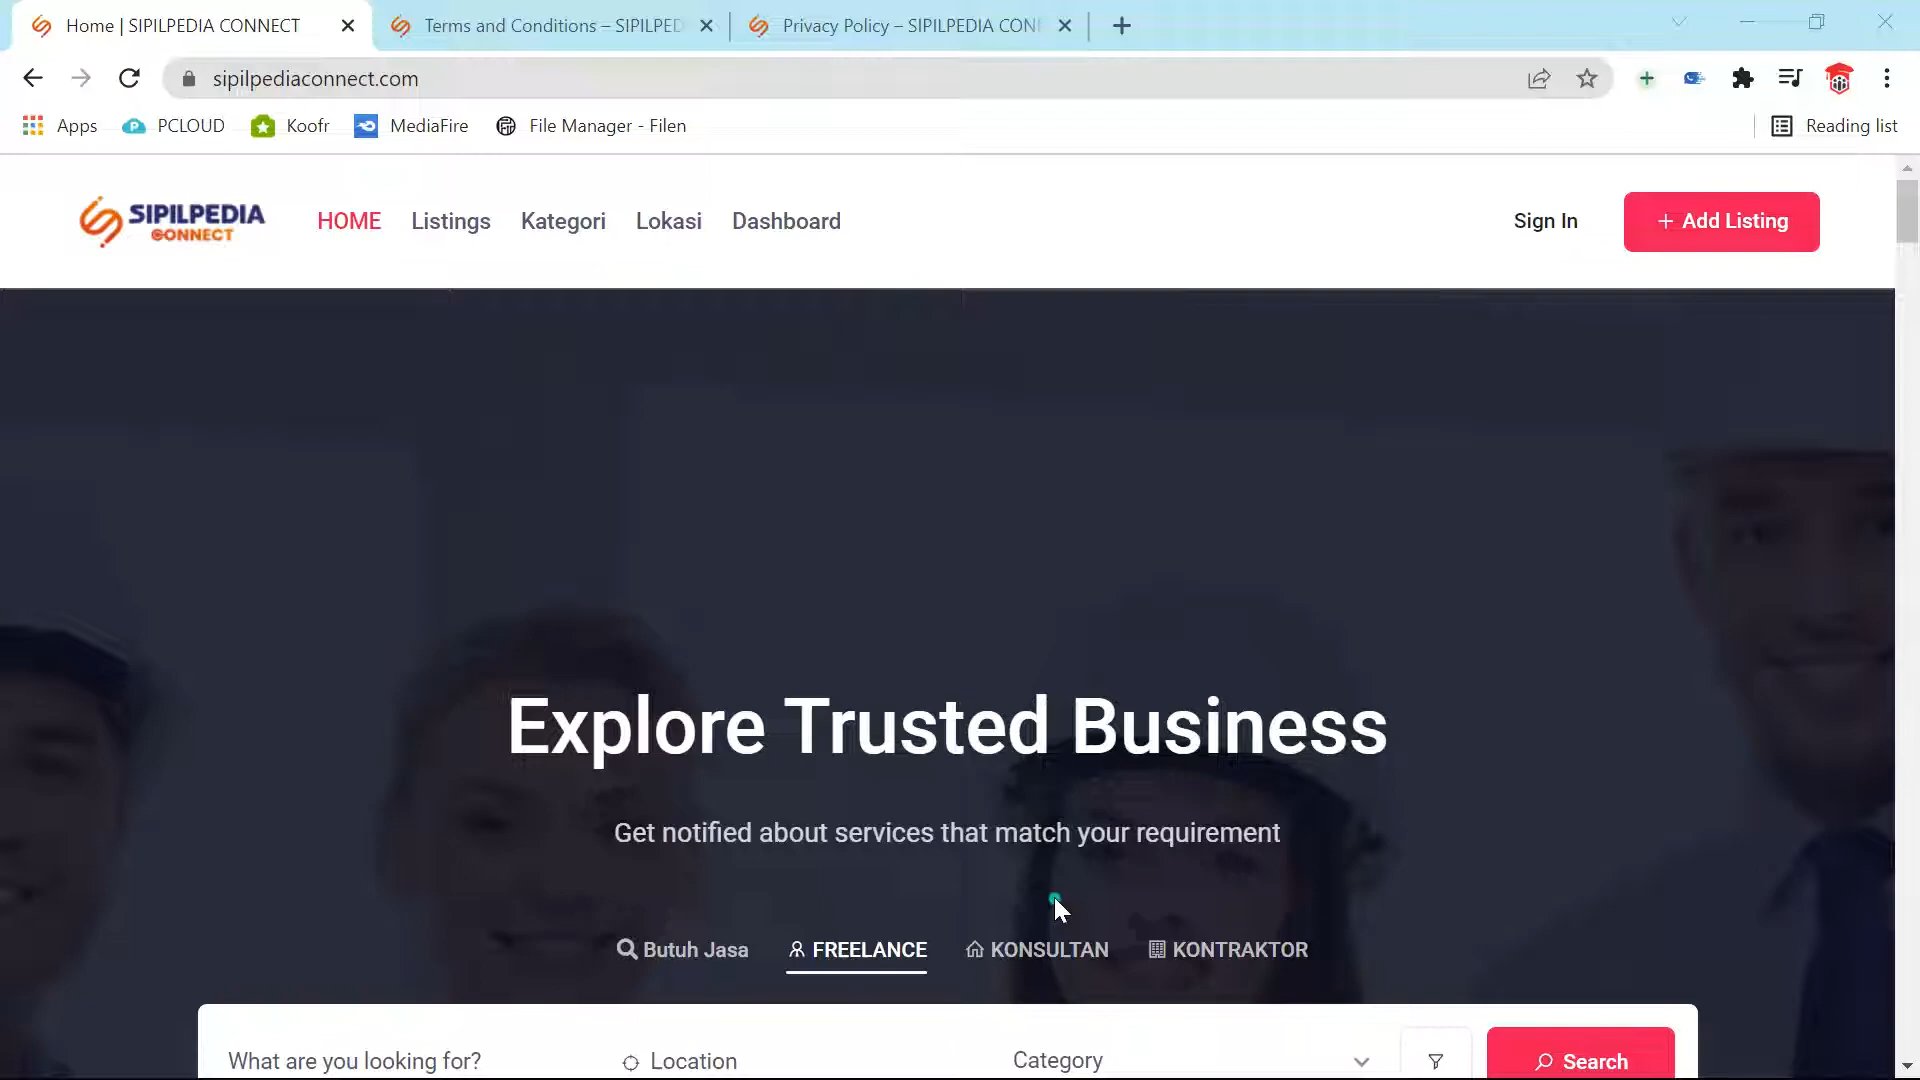 Home | SIPILPEDIA CONNECT
Terms and Conditions – SIPILPED
Privacy Policy – SIPILPEDIA CON
sipilpediaconnect.com
Apps
PCLOUD
Koofr
MediaFire
File Manager - Filen
Reading list
SIPILPEDIA
CONNECT
HOME
Listings
Kategori
Lokasi
Dashboard
Sign In
+ Add Listing
Explore Trusted Business
Get notified about services that match your requirement
Butuh Jasa
FREELANCE
KONSULTAN
KONTRAKTOR
What are you looking for?
Location
Category
Search